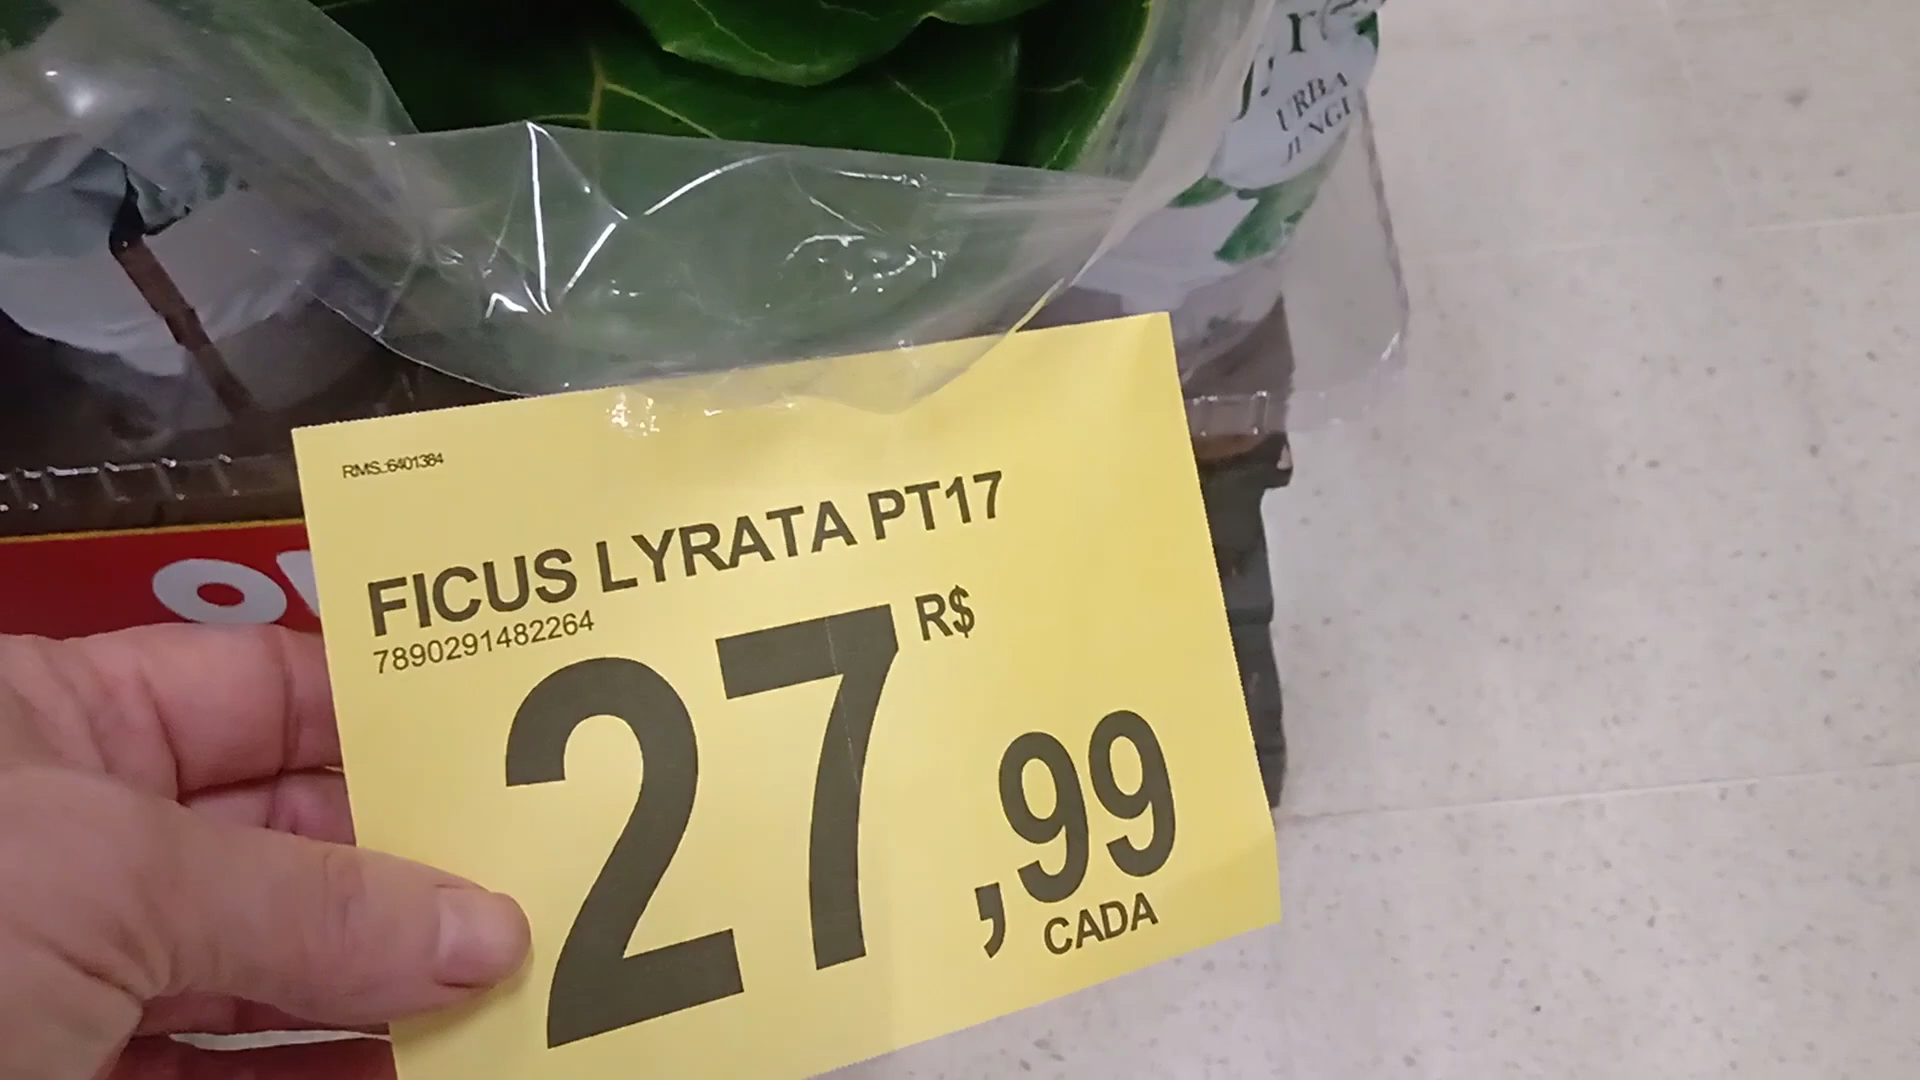 URBA
JUNGL
RMS.:6401384
FICUS LYRATA PT17
7890291482264
R$
27,99
CADA